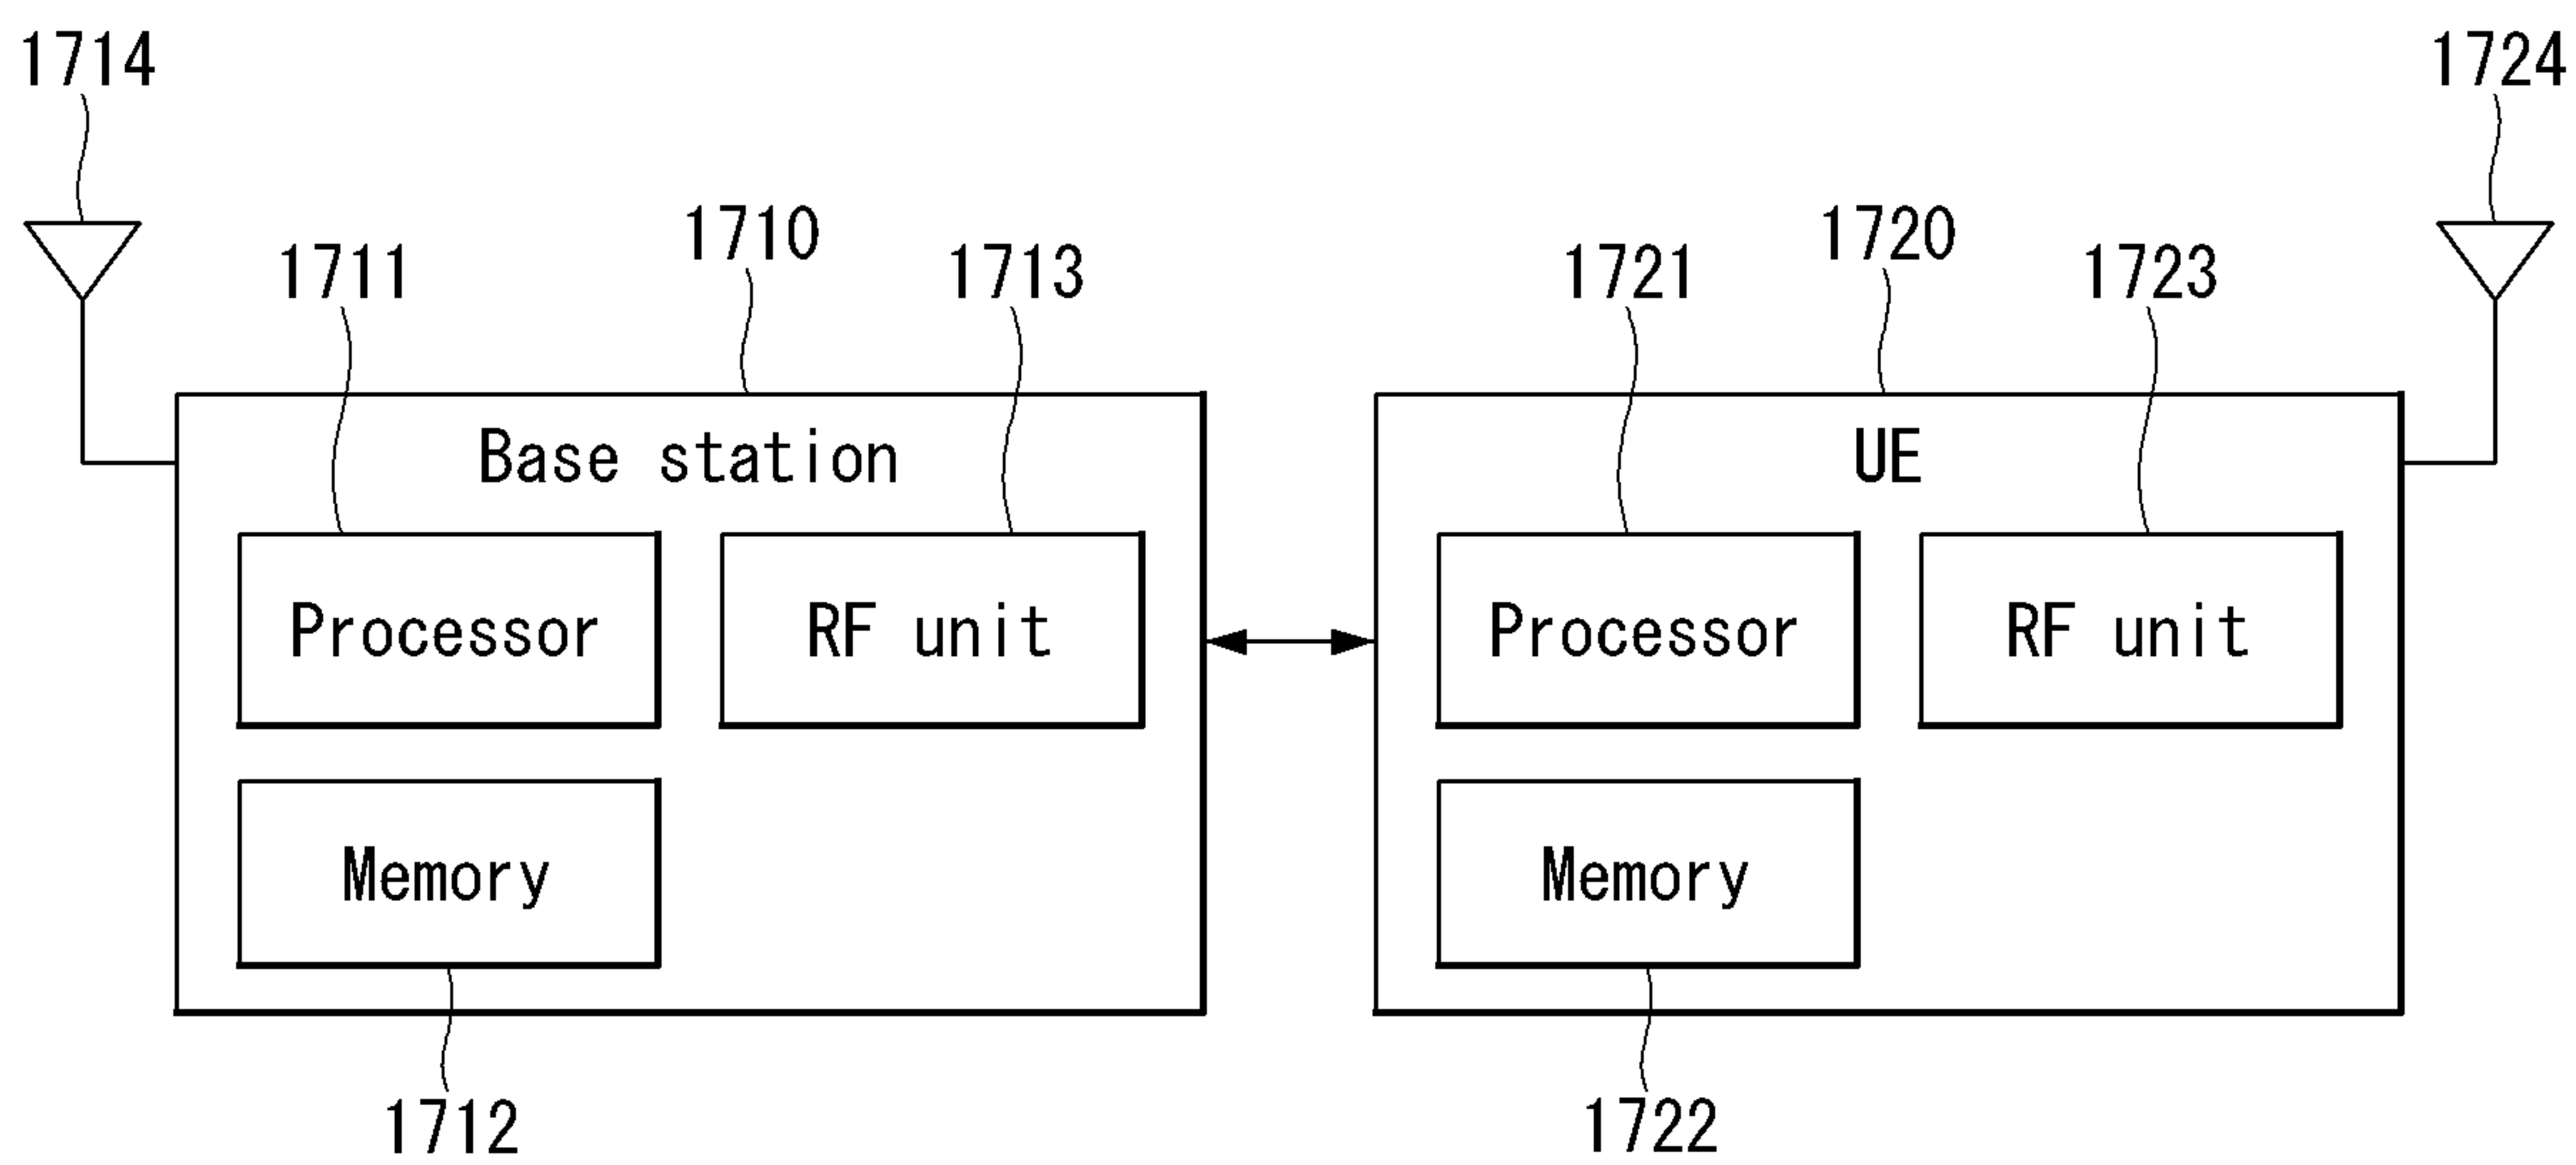 1714
1724
1710
1720
1711
1713
1721
1723
Base station
UE
Processor
RF unit
Processor
RF unit
Memory
Memory
1712
1722